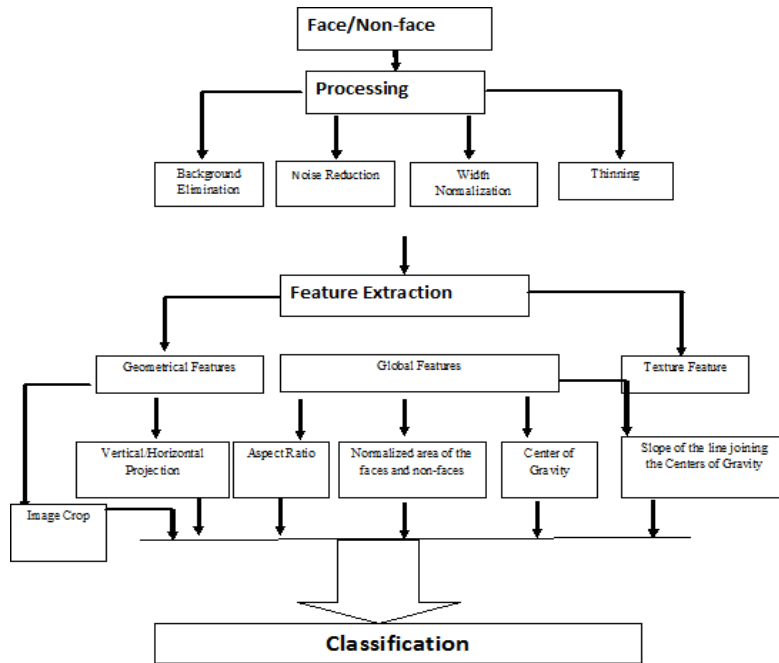 Face/Non-face
Processing
Background
Elimination
Noise Reduction
Width
Normalization
Thinning
Feature Extraction
Geometrical Features
Global Features
Texture Feature
Vertical/Horizontal
Projection
Aspect Ratio
Normalized area of the
faces and non-faces
Center of
Gravity
Slope of the line joining
the Centers of Gravity
Image Crop
Classification